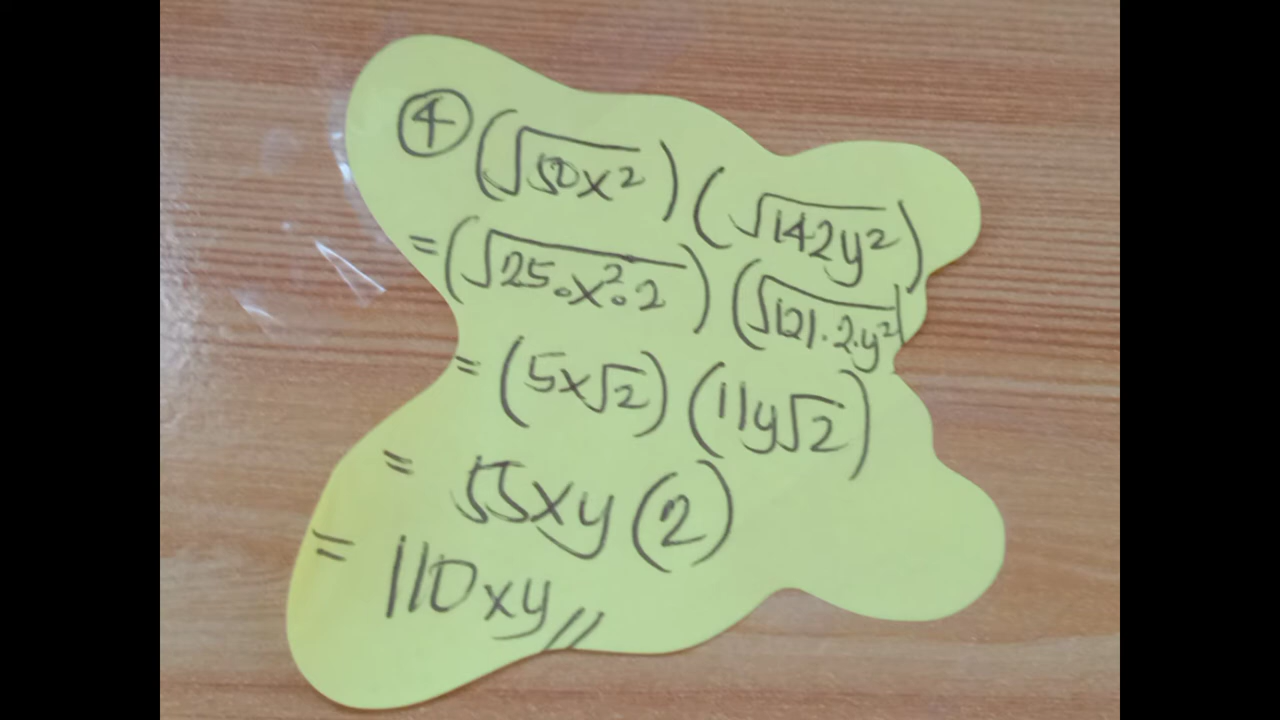 ④ (√50x²) (√142y²)
= (√25·x²·2) (√121·2·y²)
= (5x√2) (11y√2)
= 55xy(2)
= 110xy//